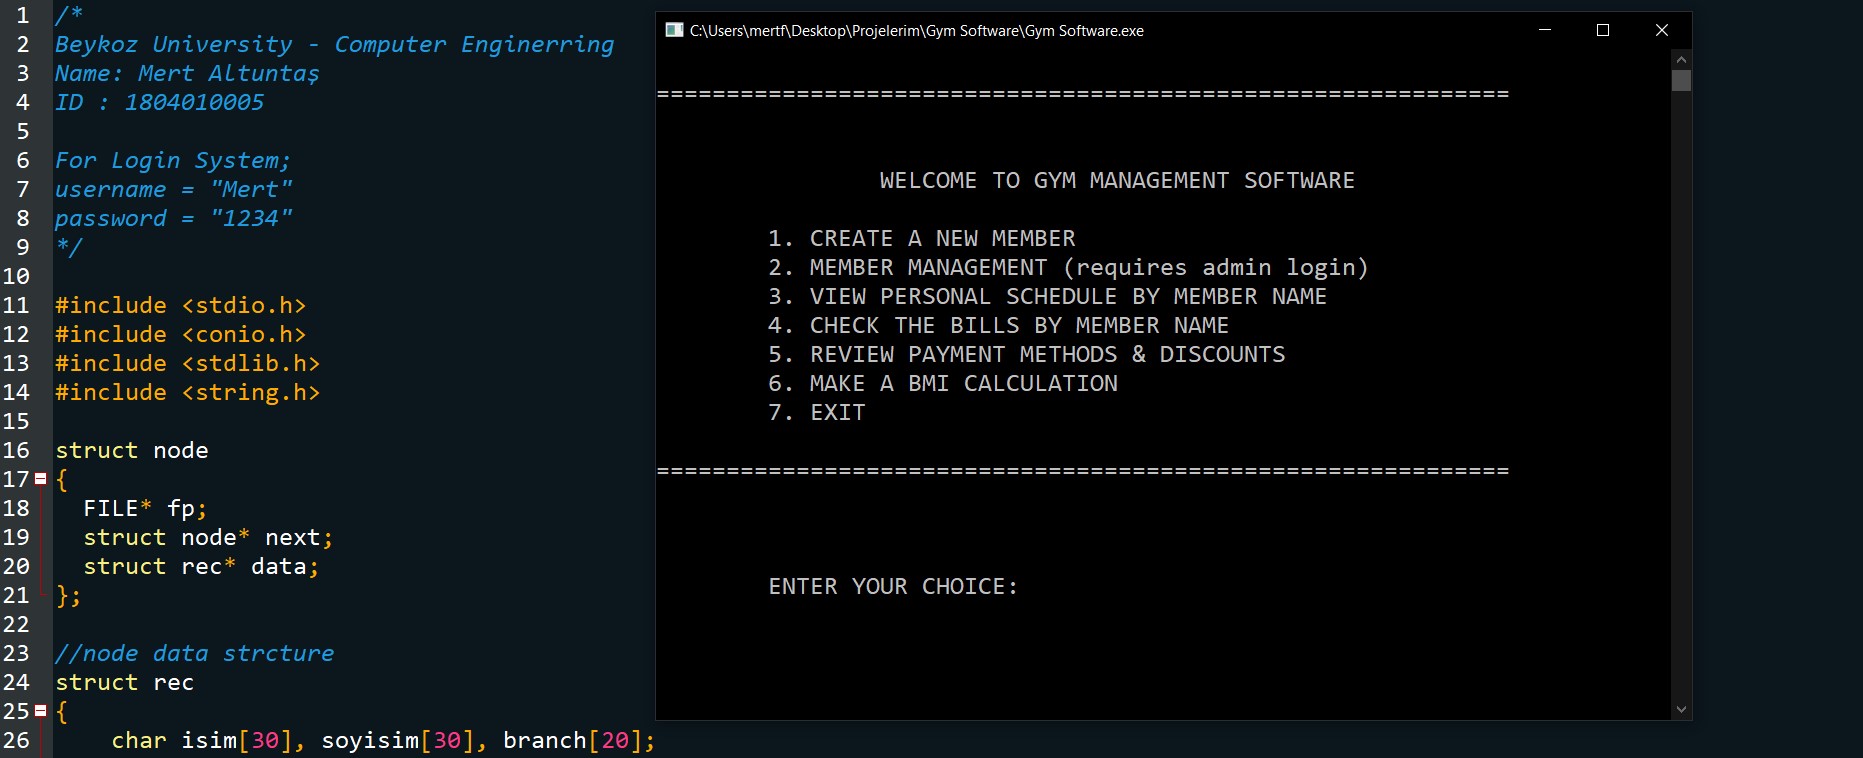 1 /*
2 Beykoz University - Computer Enginerring
3 Name: Mert Altuntaş
4 ID : 1804010005
5
6 For Login System;
7 username = "Mert"
8 password = "1234"
9 */
10
11 #include <stdio.h>
12 #include <conio.h>
13 #include <stdlib.h>
14 #include <string.h>
15
16 struct node
17 {
18 FILE* fp;
19 struct node* next;
20 struct rec* data;
21 };
22
23 //node data strcture
24 struct rec
25 {
26 char isim[30], soyisim[30], branch[20];
C:\Users\mertf\Desktop\Projelerim\Gym Software\Gym Software.exe
=============================================================
WELCOME TO GYM MANAGEMENT SOFTWARE
1. CREATE A NEW MEMBER
2. MEMBER MANAGEMENT (requires admin login)
3. VIEW PERSONAL SCHEDULE BY MEMBER NAME
4. CHECK THE BILLS BY MEMBER NAME
5. REVIEW PAYMENT METHODS & DISCOUNTS
6. MAKE A BMI CALCULATION
7. EXIT
=============================================================
ENTER YOUR CHOICE: